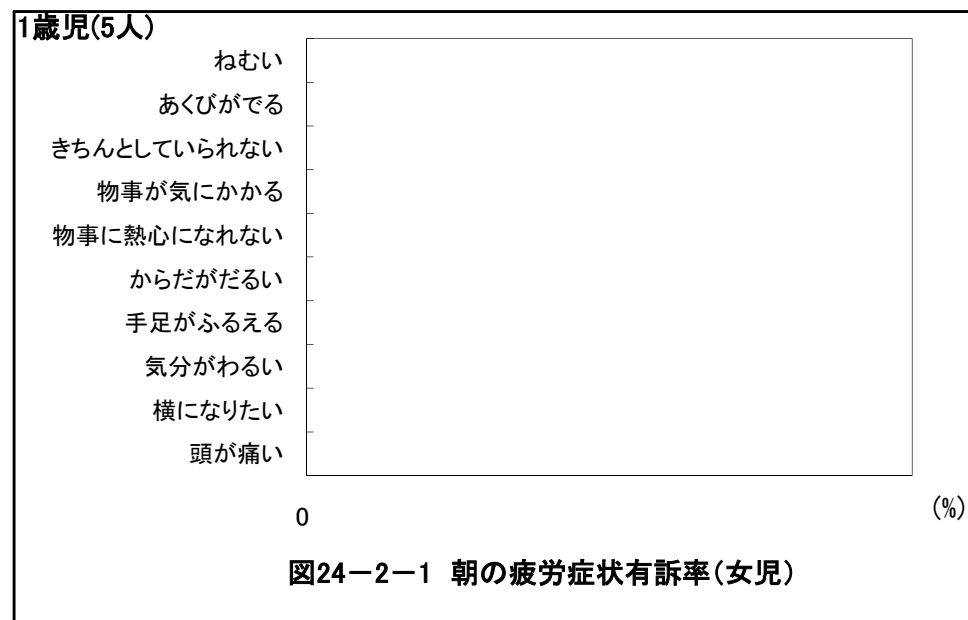 1歳児(5人)
ねむい
あくびがでる
きちんとしていられない
物事が気にかかる
物事に熱心になれない
からだがだるい
手足がふるえる
気分がわるい
横になりたい
頭が痛い
0
(%)
図24－2－1 朝の疲労症状有訴率(女児)